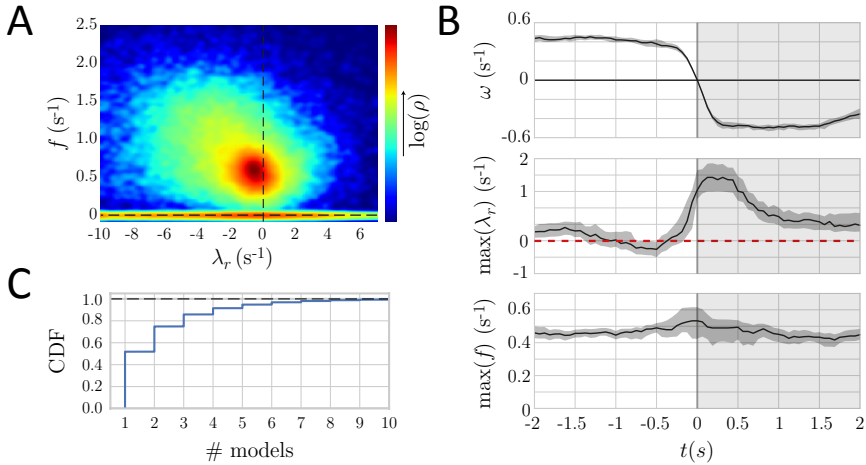 A
2.5
2.0
1.5
1
0.5
0
f (s⁻¹)
-10 -8 -6 -4 -2 0 2 4 6
λr (s⁻¹)
log(ρ)
B
0.6
0
-0.6
ω (s⁻¹)
2
1
0
-1
max(λr) (s⁻¹)
0.6
0.4
0.2
0
max(f) (s⁻¹)
-2 -1.5 -1 -0.5 0 0.5 1 1.5 2
t(s)
C
1.0
0.8
0.6
0.4
0.2
0.0
CDF
1 2 3 4 5 6 7 8 9 10
# models